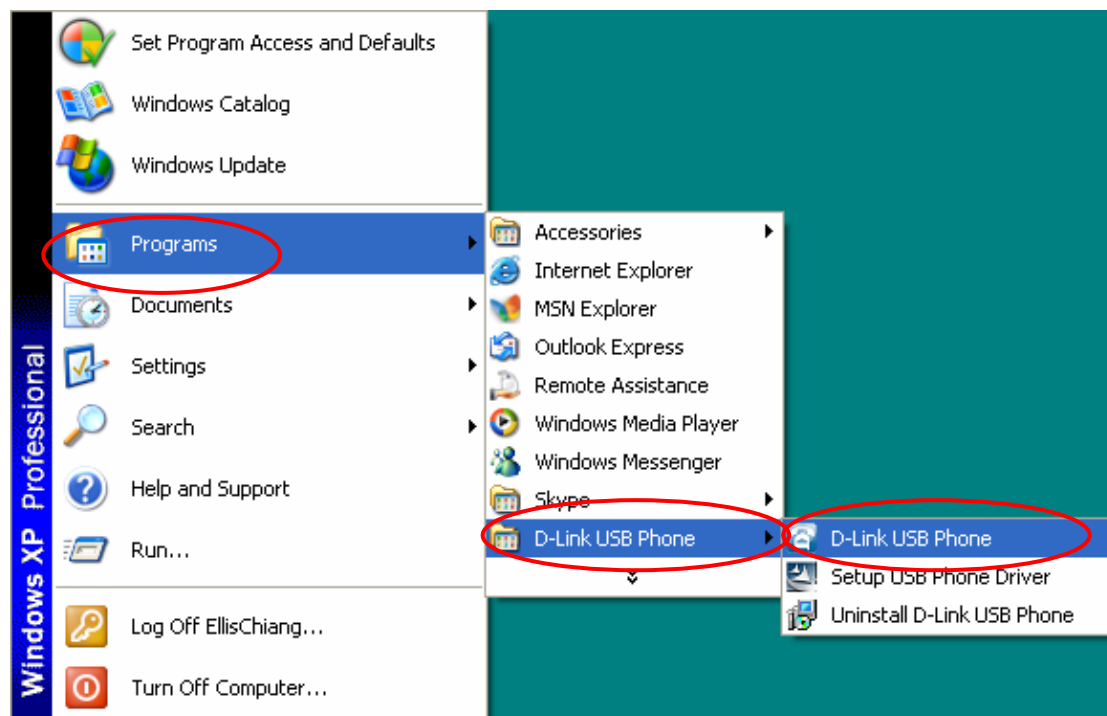 Set Program Access and Defaults
Windows Catalog
Windows Update
Programs
Documents
Settings
Search
Help and Support
Run...
Log Off EllisChiang...
Turn Off Computer...
Windows XP Professional
Accessories
Internet Explorer
MSN Explorer
Outlook Express
Remote Assistance
Windows Media Player
Windows Messenger
Skype
D-Link USB Phone
D-Link USB Phone
Setup USB Phone Driver
Uninstall D-Link USB Phone